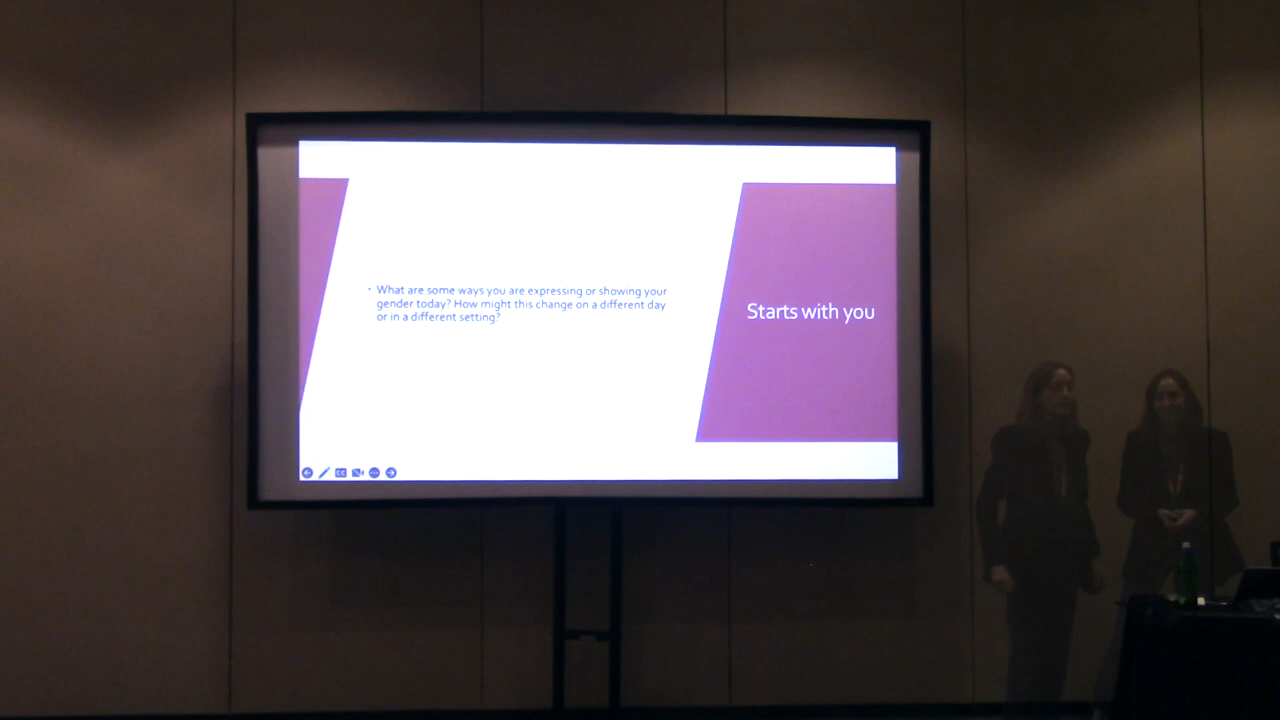 • What are some ways you are expressing or showing your
gender today? How might this change on a different day
or in a different setting?
Starts with you
CC